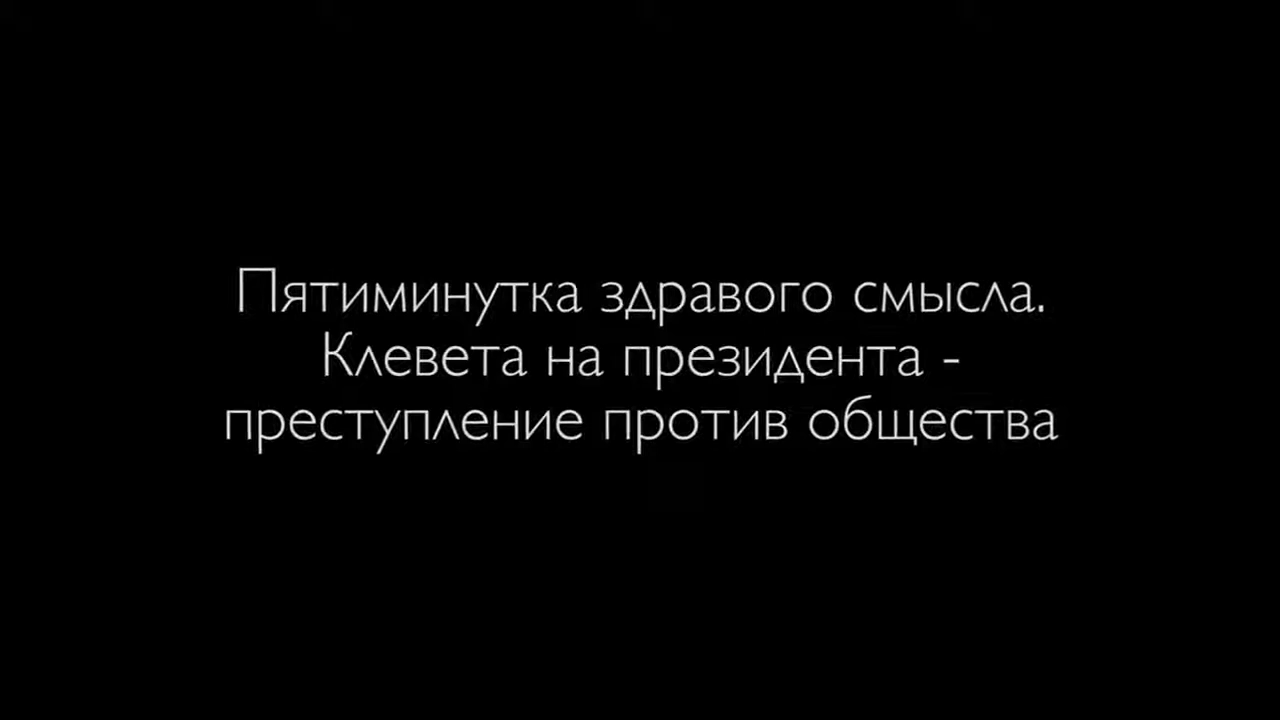 Пятиминутка здравого смысла.
Клевета на президента -
преступление против общества